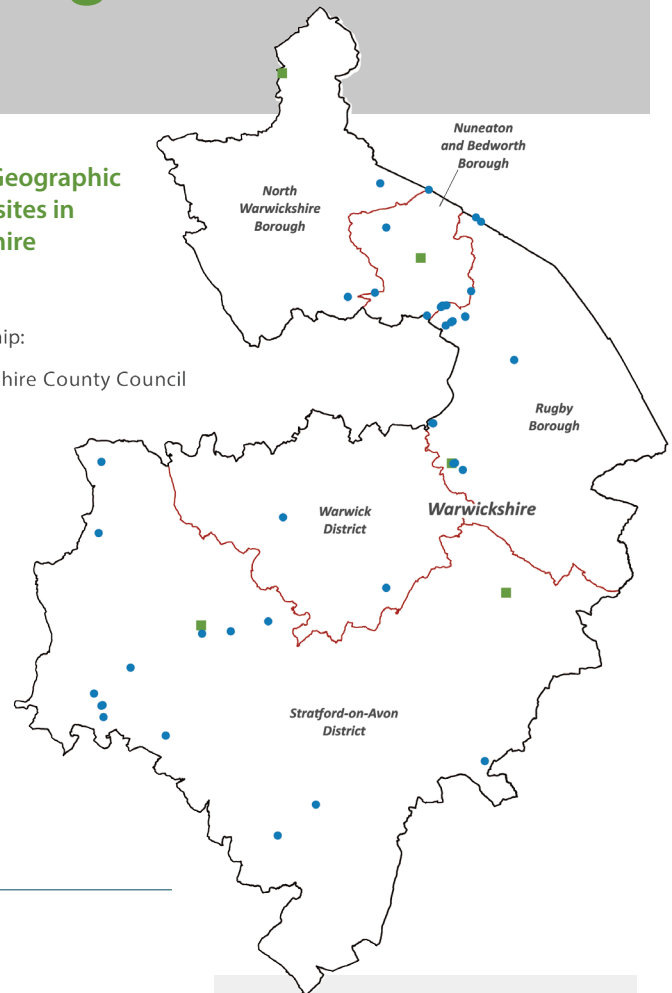 Geographic
sites in
hire
ip:
hire County Council
Nuneaton
and Bedworth
Borough
North
Warwickshire
Borough
Rugby
Borough
Warwick
District
Warwickshire
Stratford-on-Avon
District